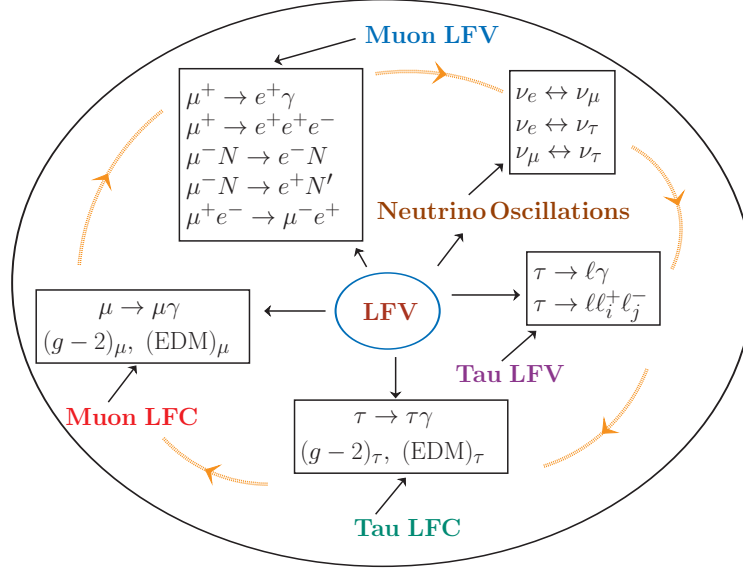 Muon LFV
μ⁺ → e⁺γ
μ⁺ → e⁺e⁺e⁻
μ⁻N → e⁻N
μ⁻N → e⁺N′
μ⁺e⁻ → μ⁻e⁺
νₑ ↔ ν_μ
νₑ ↔ ν_τ
ν_μ ↔ ν_τ
Neutrino Oscillations
τ → ℓγ
τ → ℓℓᵢ⁺ℓⱼ⁻
LFV
μ → μγ
(g − 2)_μ, (EDM)_μ
Tau LFV
Muon LFC
τ → τγ
(g − 2)_τ, (EDM)_τ
Tau LFC